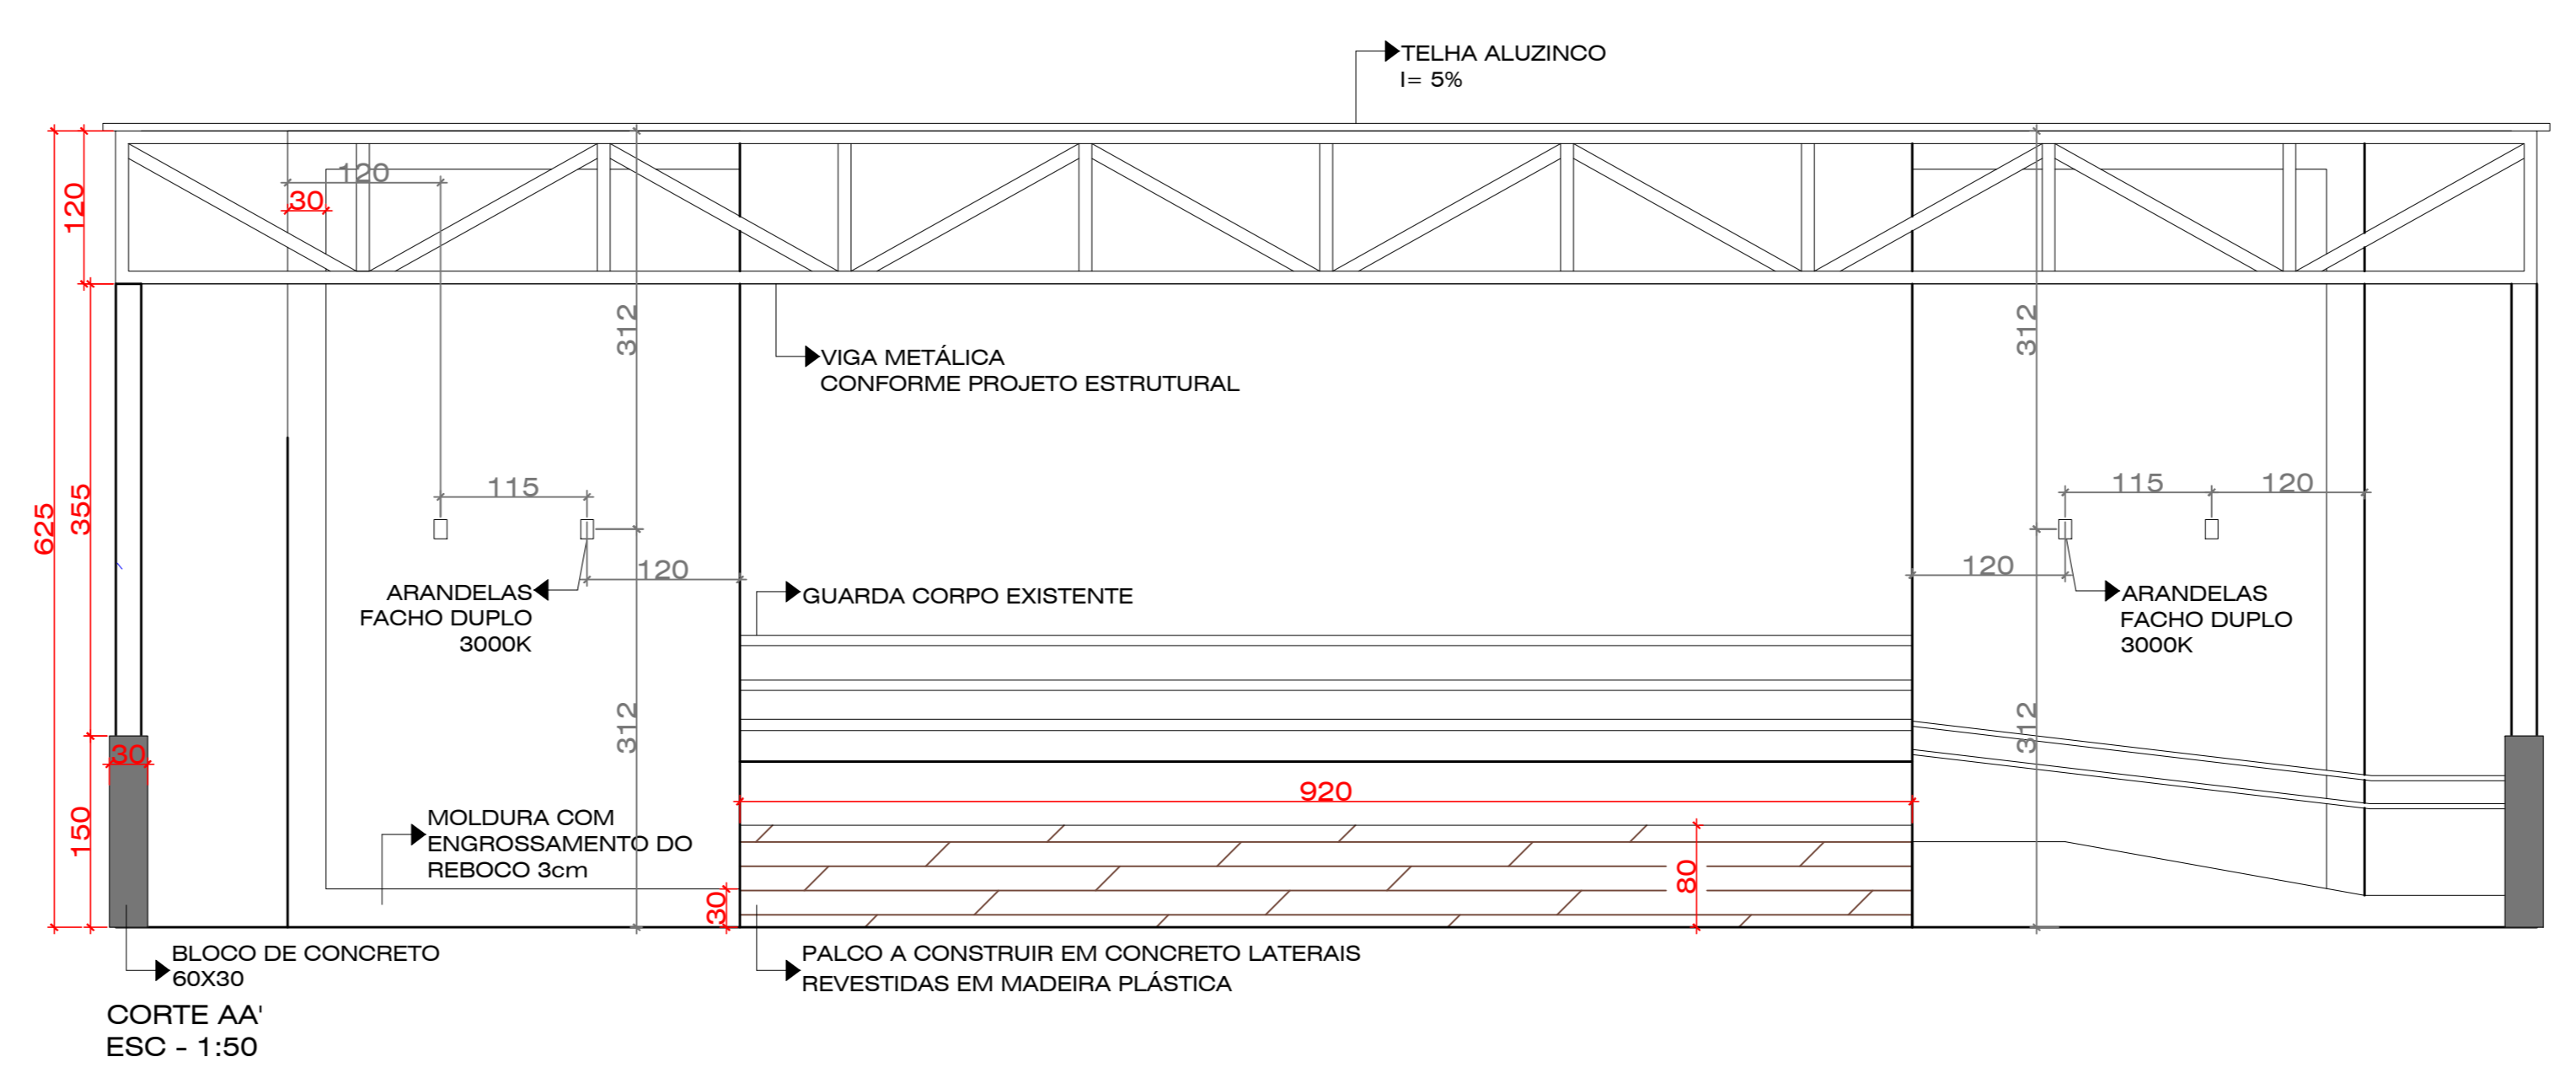 TELHA ALUZINCO
I= 5%
120
30
120
312
312
VIGA METÁLICA
CONFORME PROJETO ESTRUTURAL
625
355
115
115
120
120
120
ARANDELAS
FACHO DUPLO
3000K
GUARDA CORPO EXISTENTE
ARANDELAS
FACHO DUPLO
3000K
312
312
30
150
920
MOLDURA COM
ENGROSSAMENTO DO
REBOCO 3cm
80
30
BLOCO DE CONCRETO
60X30
PALCO A CONSTRUIR EM CONCRETO LATERAIS
REVESTIDAS EM MADEIRA PLÁSTICA
CORTE AA'
ESC - 1:50